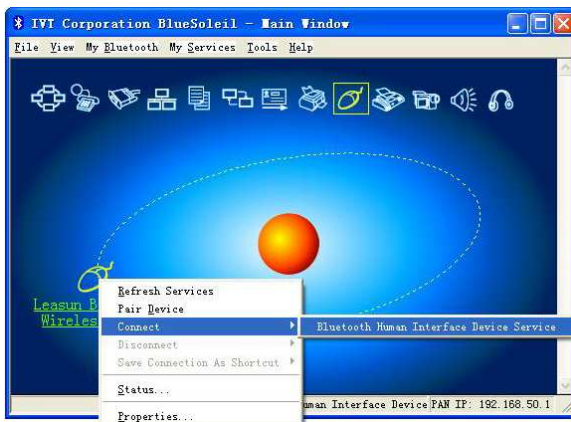 IVT Corporation BlueSoleil - Main Window
File View My Bluetooth My Services Tools Help
Leasun B
Wireles
Refresh Services
Pair Device
Connect
Bluetooth Human Interface Device Service
Disconnect
Save Connection As Shortcut
Status...
Interface Device PAN IP: 192.168.50.1
Properties...